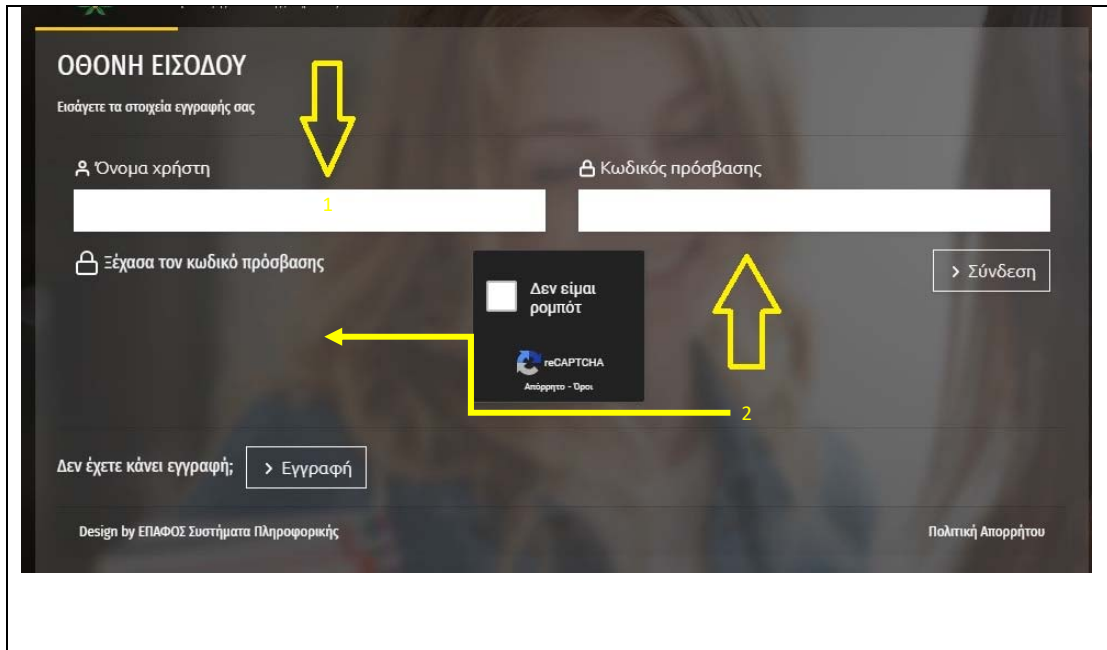 ΟΘΟΝΗ ΕΙΣΟΔΟΥ
Εισάγετε τα στοιχεία εγγραφής σας
Όνομα χρήστη
Κωδικός πρόσβασης
1
Ξέχασα τον κωδικό πρόσβασης
Δεν είμαι
ρομπότ
> Σύνδεση
reCAPTCHA
Απόρρητο - Όροι
2
Δεν έχετε κάνει εγγραφή;
> Εγγραφή
Design by ΕΠΑΦΟΣ Συστήματα Πληροφορικής
Πολιτική Απορρήτου